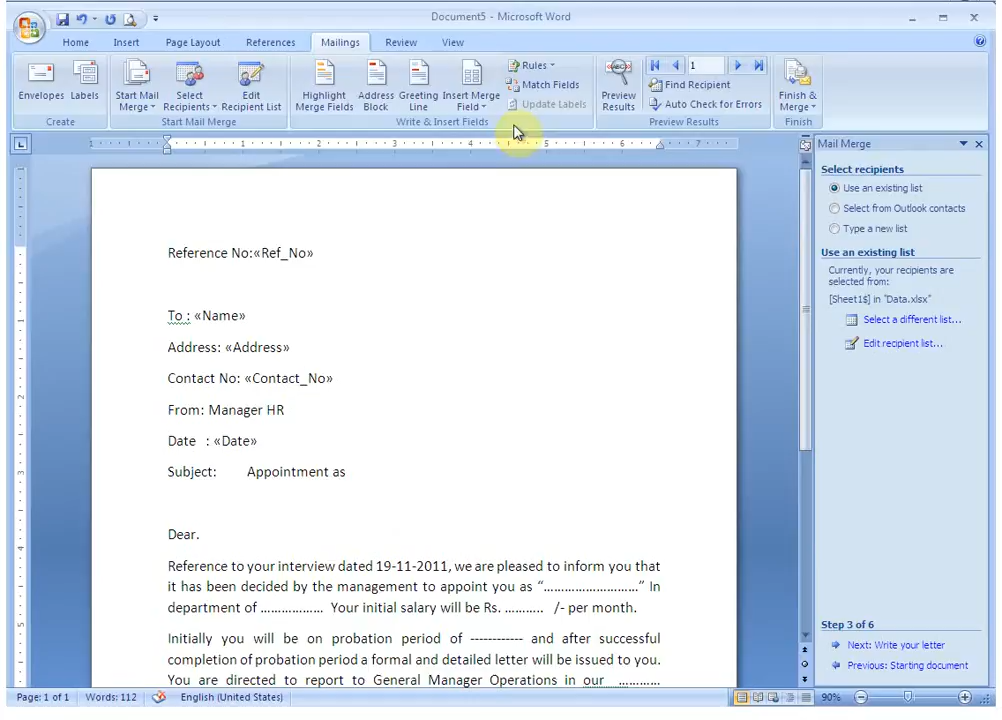 Document5 - Microsoft Word
Home Insert Page Layout References Mailings Review View
Envelopes Labels
Create
Start Mail Merge
Select Recipients
Edit Recipient List
Start Mail Merge
Highlight Merge Fields
Address Block
Greeting Line
Insert Merge Field
Rules
Match Fields
Update Labels
Write & Insert Fields
ABC
Preview Results
1
Find Recipient
Auto Check for Errors
Preview Results
Finish & Merge
Finish
1 1 2 3 4 5 6 7
Reference No:«Ref_No»
To : «Name»
Address: «Address»
Contact No: «Contact_No»
From: Manager HR
Date : «Date»
Subject: Appointment as
Dear.
Reference to your interview dated 19-11-2011, we are pleased to inform you that
it has been decided by the management to appoint you as “……………………” In
department of ……………… Your initial salary will be Rs. ……….. /- per month.
Initially you will be on probation period of ------------ and after successful
completion of probation period a formal and detailed letter will be issued to you.
You are directed to report to General Manager Operations in our …………
Mail Merge
Select recipients
Use an existing list
Select from Outlook contacts
Type a new list
Use an existing list
Currently, your recipients are
selected from:
[Sheet1$] in "Data.xlsx"
Select a different list...
Edit recipient list...
Step 3 of 6
Next: Write your letter
Previous: Starting document
Page: 1 of 1 Words: 112 English (United States) 90%